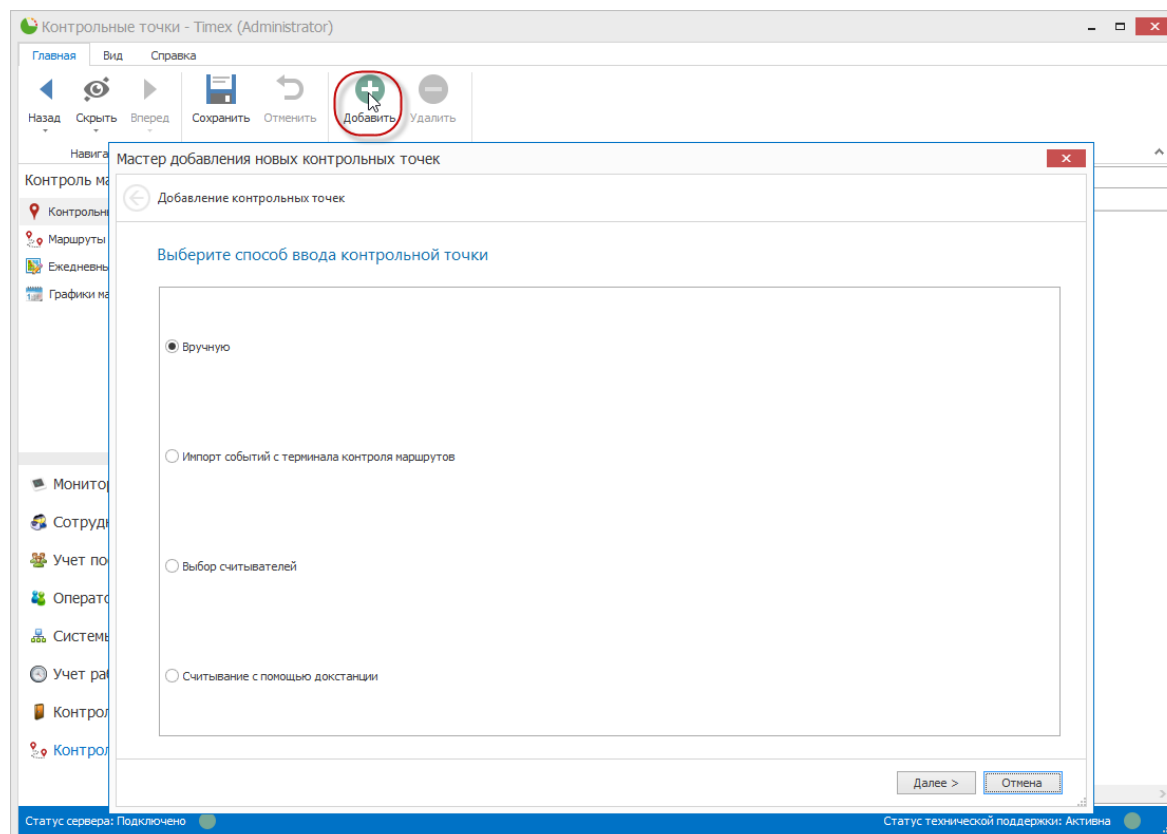 Контрольные точки - Timex (Administrator)
Главная Вид Справка
Назад Скрыть Вперед Сохранить Отменить Добавить Удалить
Навига
Мастер добавления новых контрольных точек
Контроль ма
Добавление контрольных точек
Контрольн
Маршруты
Ежедневны
Графики ма
Выберите способ ввода контрольной точки
Вручную
Импорт событий с терминала контроля маршрутов
Выбор считывателей
Считывание с помощью докстанции
Монитор
Сотрудн
Учет по
Операто
Системы
Учет раб
Контрол
Контрол
Далее > Отмена
Статус сервера: Подключено Статус технической поддержки: Активна